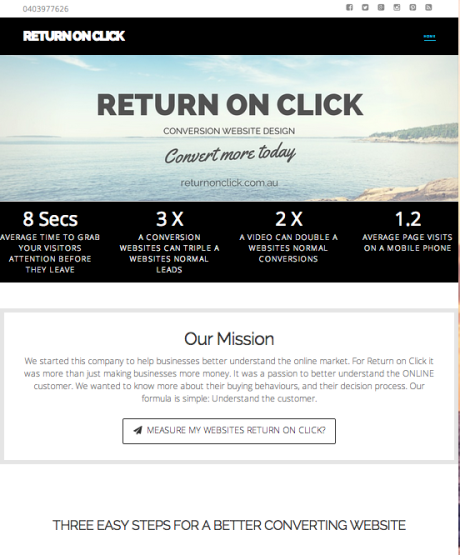 0403977626
RETURN ON CLICK
HOME
RETURN ON CLICK
CONVERSION WEBSITE DESIGN
Convert more today
returnonclick.com.au
8 Secs
3 X
2 X
1.2
AVERAGE TIME TO GRAB
YOUR VISITORS
ATTENTION BEFORE
THEY LEAVE
A CONVERSION
WEBSITES CAN TRIPLE A
WEBSITES NORMAL
LEADS
A VIDEO CAN DOUBLE A
WEBSITES NORMAL
CONVERSIONS
AVERAGE PAGE VISITS
ON A MOBILE PHONE
Our Mission
We started this company to help businesses better understand the online market. For Return on Click it
was more than just making businesses more money. It was a passion to better understand the ONLINE
customer. We wanted to know more about their buying behaviours, and their decision process. Our
formula is simple: Understand the customer.
MEASURE MY WEBSITES RETURN ON CLICK?
THREE EASY STEPS FOR A BETTER CONVERTING WEBSITE